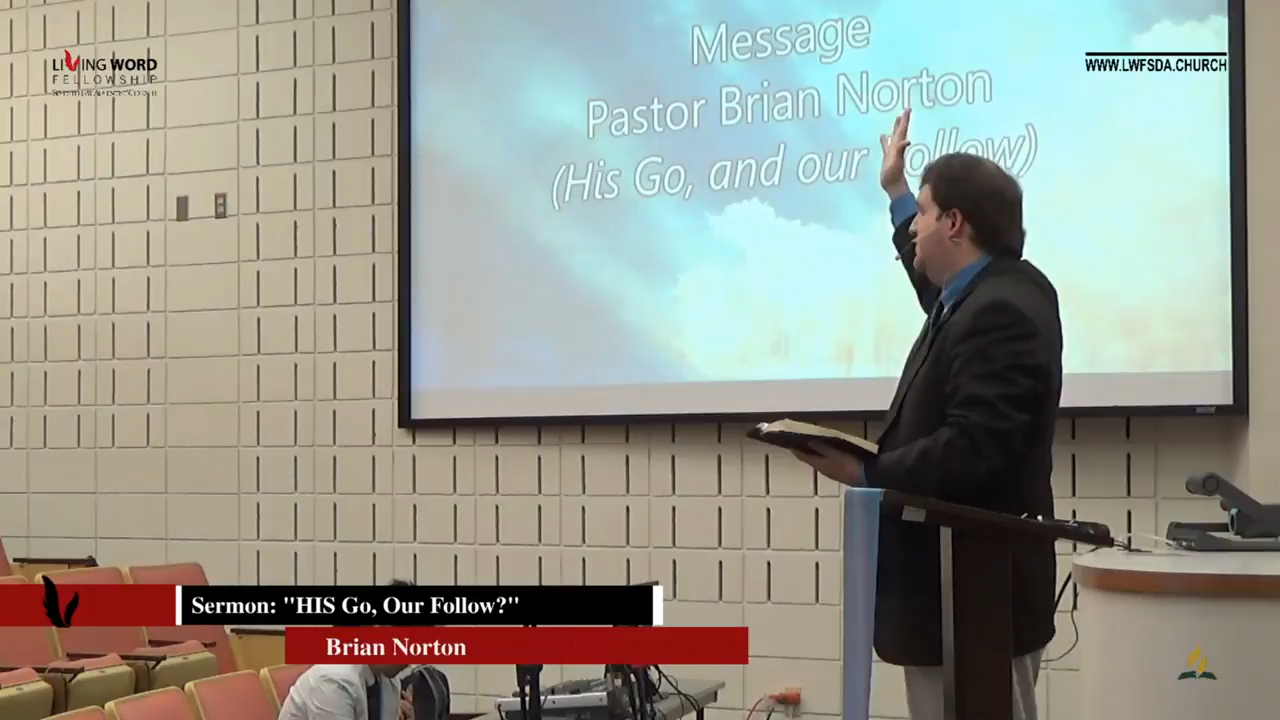 LIVING WORD
FELLOWSHIP
WWW.LWFSDA.CHURCH
Message
Pastor Brian Norton
(His Go, and our Follow)
Sermon: "HIS Go, Our Follow?"
Brian Norton